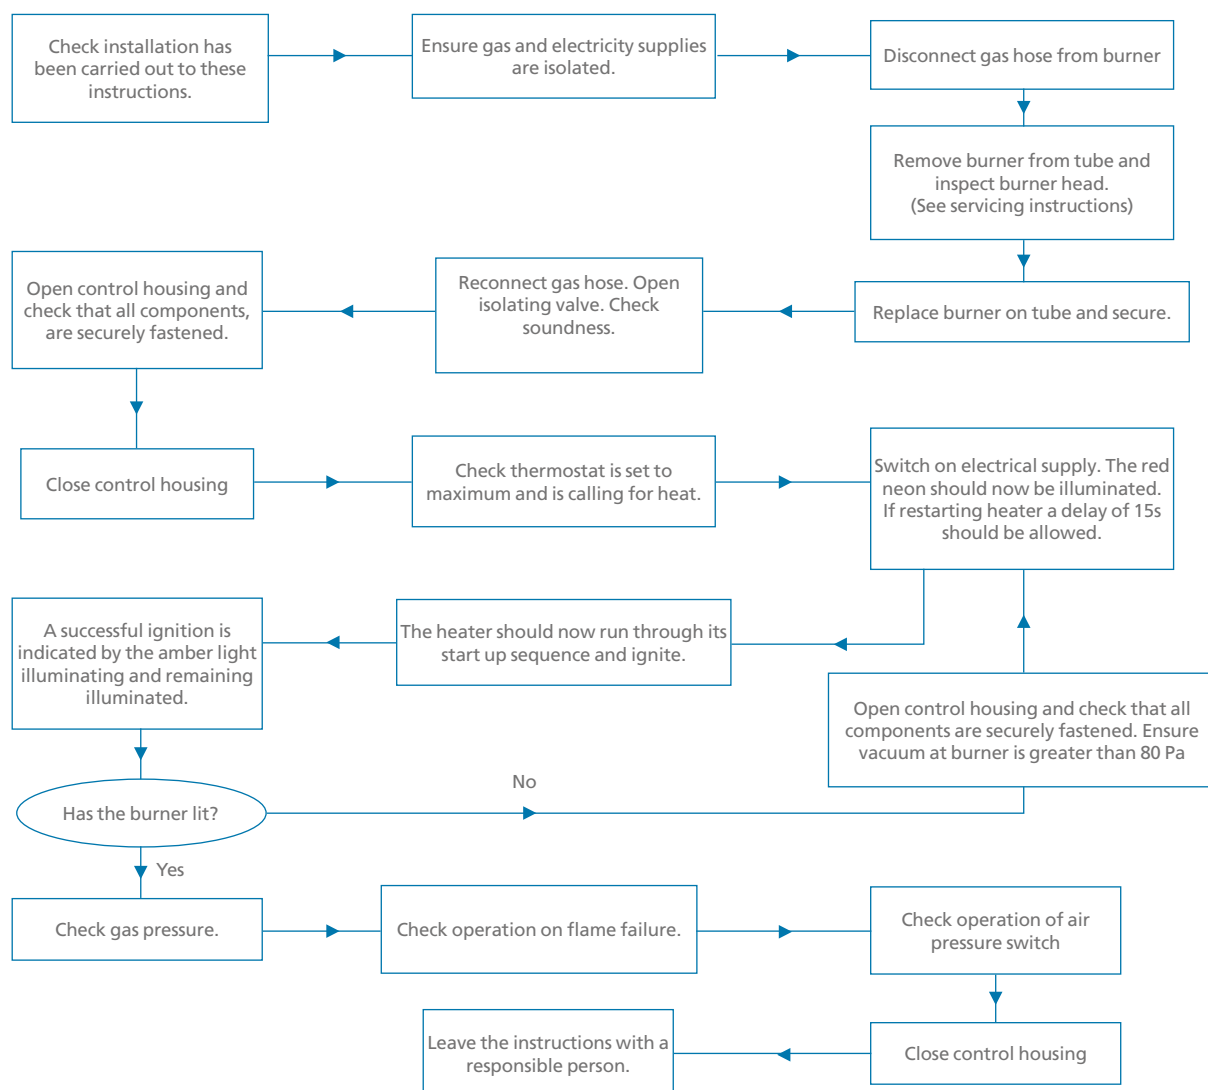 Check installation has
been carried out to these
instructions.
Ensure gas and electricity supplies
are isolated.
Disconnect gas hose from burner
Remove burner from tube and
inspect burner head.
(See servicing instructions)
Replace burner on tube and secure.
Reconnect gas hose. Open
isolating valve. Check
soundness.
Open control housing and
check that all components,
are securely fastened.
Close control housing
Check thermostat is set to
maximum and is calling for heat.
Switch on electrical supply. The red
neon should now be illuminated.
If restarting heater a delay of 15s
should be allowed.
The heater should now run through its
start up sequence and ignite.
A successful ignition is
indicated by the amber light
illuminating and remaining
illuminated.
Has the burner lit?
No
Open control housing and check that all
components are securely fastened. Ensure
vacuum at burner is greater than 80 Pa
Yes
Check gas pressure.
Check operation on flame failure.
Check operation of air
pressure switch
Close control housing
Leave the instructions with a
responsible person.